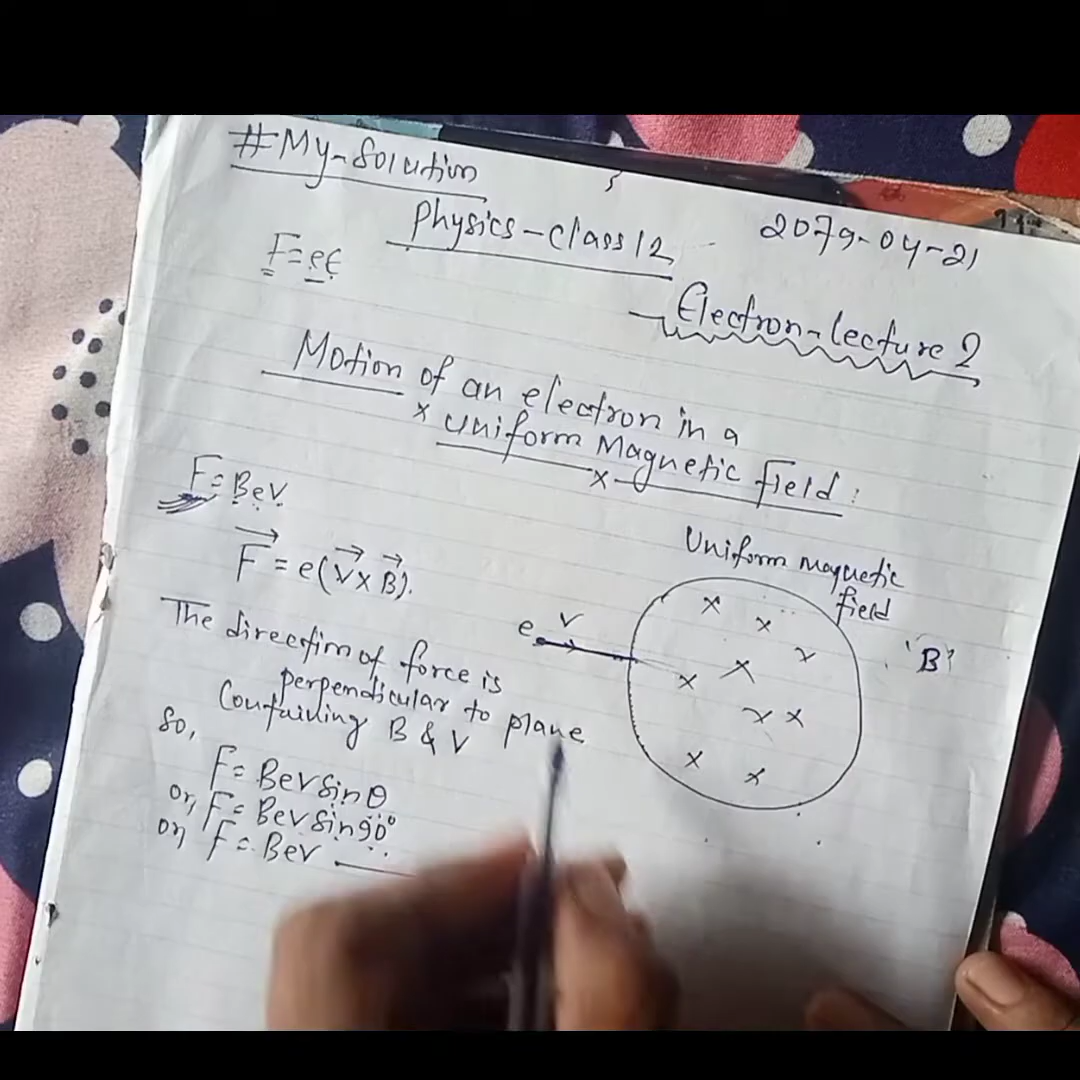 #My-Solution
Physics-class 12
2079-04-21
F=eE
Electron-lecture 2
Motion of an electron in a
x Uniform Magnetic field:
x
F=Bev.
F = e(V x B).
Uniform magnetic
field
'B'
e V
The direction of force is
perpendicular to plane
Containing B & V
So,
F= Bev sin θ
or, F= Bev sin90°
or, F= Bev